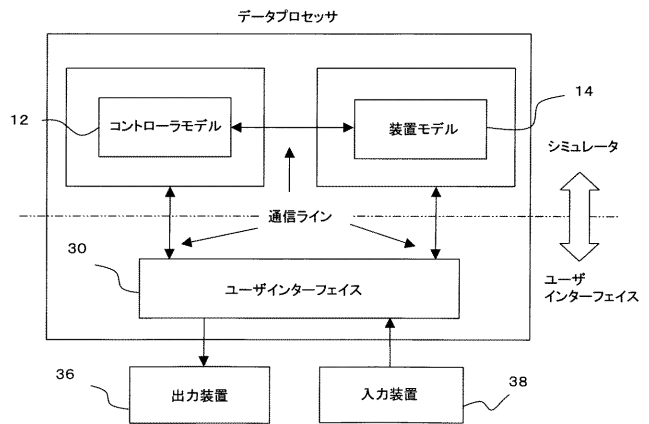 データプロセッサ
12
コントローラモデル
装置モデル
14
シミュレータ
通信ライン
30
ユーザインターフェイス
ユーザ
インターフェイス
36
出力装置
入力装置
38